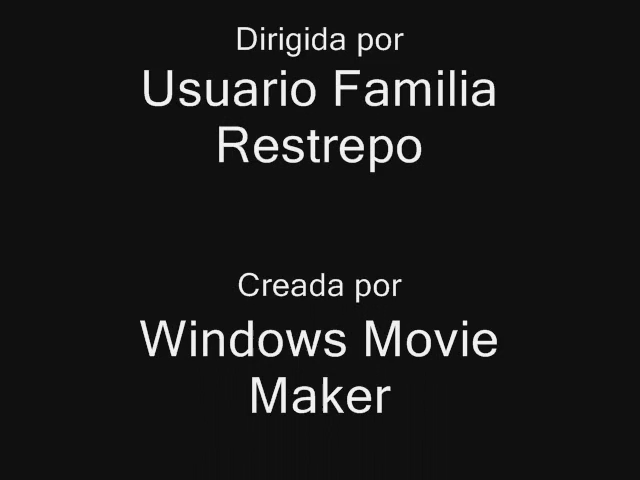 Dirigida por
Usuario Familia
Restrepo
Creada por
Windows Movie
Maker